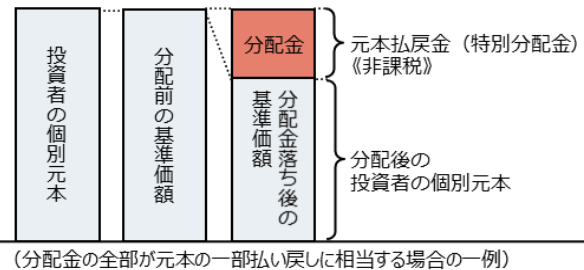 投資者の個別元本
分配前の基準価額
分配金
分配金落ち後の
基準価額
元本払戻金（特別分配金）
《非課税》
分配後の
投資者の個別元本
（分配金の全部が元本の一部払い戻しに相当する場合の一例）